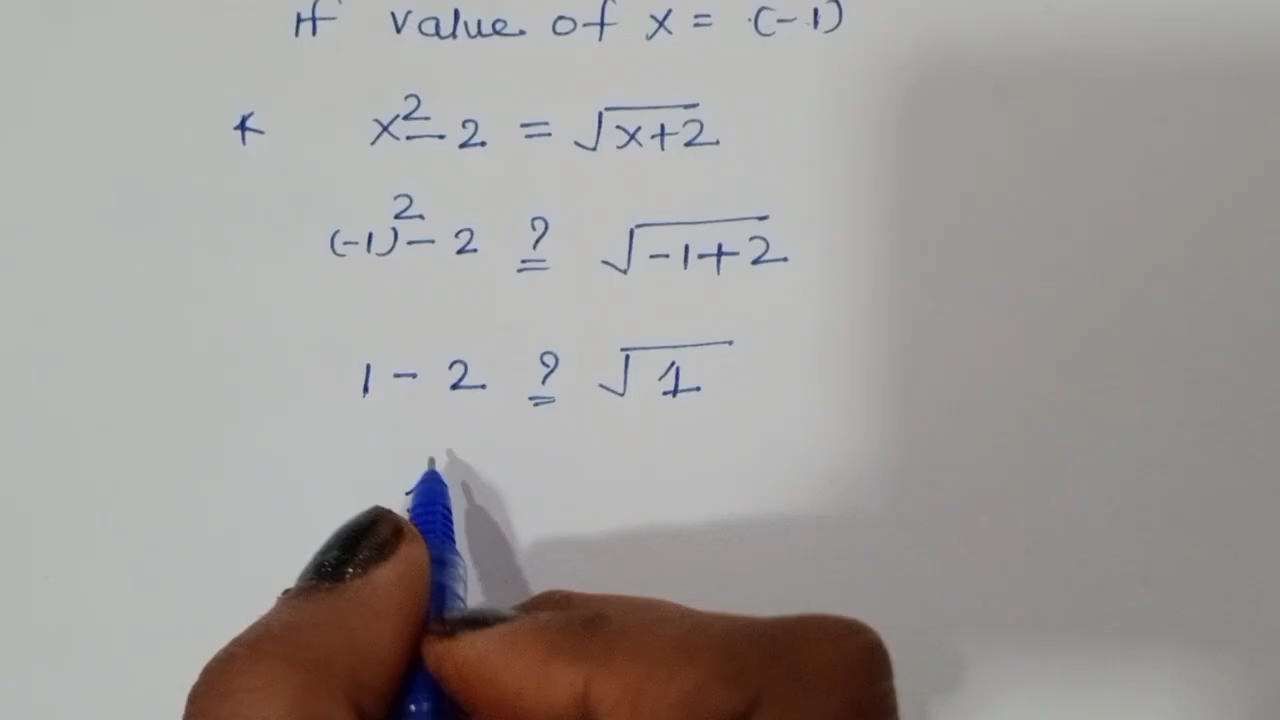 If value of x = (-1)
* x² - 2 = √x+2
(-1)² - 2 ≟ √-1+2
1 - 2 ≟ √1